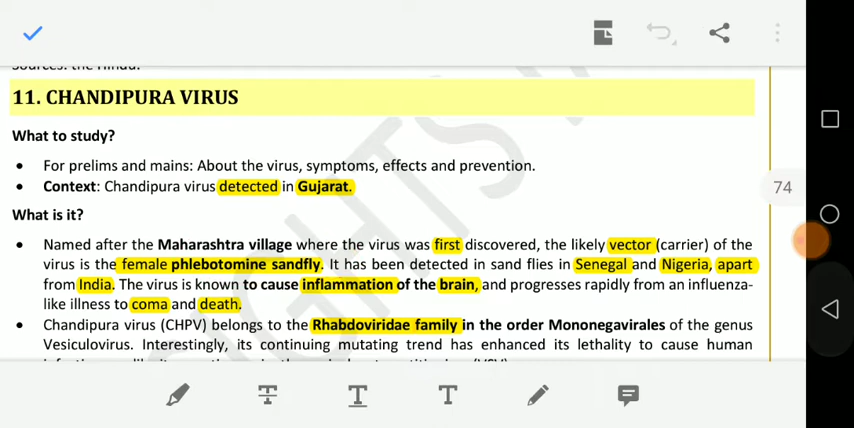 Sources: the Hindu.
11. CHANDIPURA VIRUS
What to study?
• For prelims and mains: About the virus, symptoms, effects and prevention.
• Context: Chandipura virus detected in Gujarat.
74
What is it?
• Named after the Maharashtra village where the virus was first discovered, the likely vector (carrier) of the
virus is the female phlebotomine sandfly. It has been detected in sand flies in Senegal and Nigeria, apart
from India. The virus is known to cause inflammation of the brain, and progresses rapidly from an influenza-
like illness to coma and death.
• Chandipura virus (CHPV) belongs to the Rhabdoviridae family in the order Mononegavirales of the genus
Vesiculovirus. Interestingly, its continuing mutating trend has enhanced its lethality to cause human